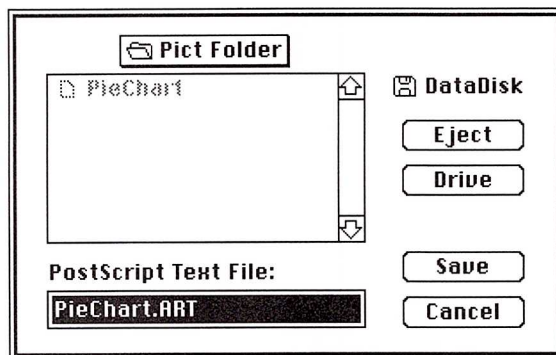 Pict Folder
PieChart
DataDisk
Eject
Drive
PostScript Text File:
Save
PieChart.ART
Cancel